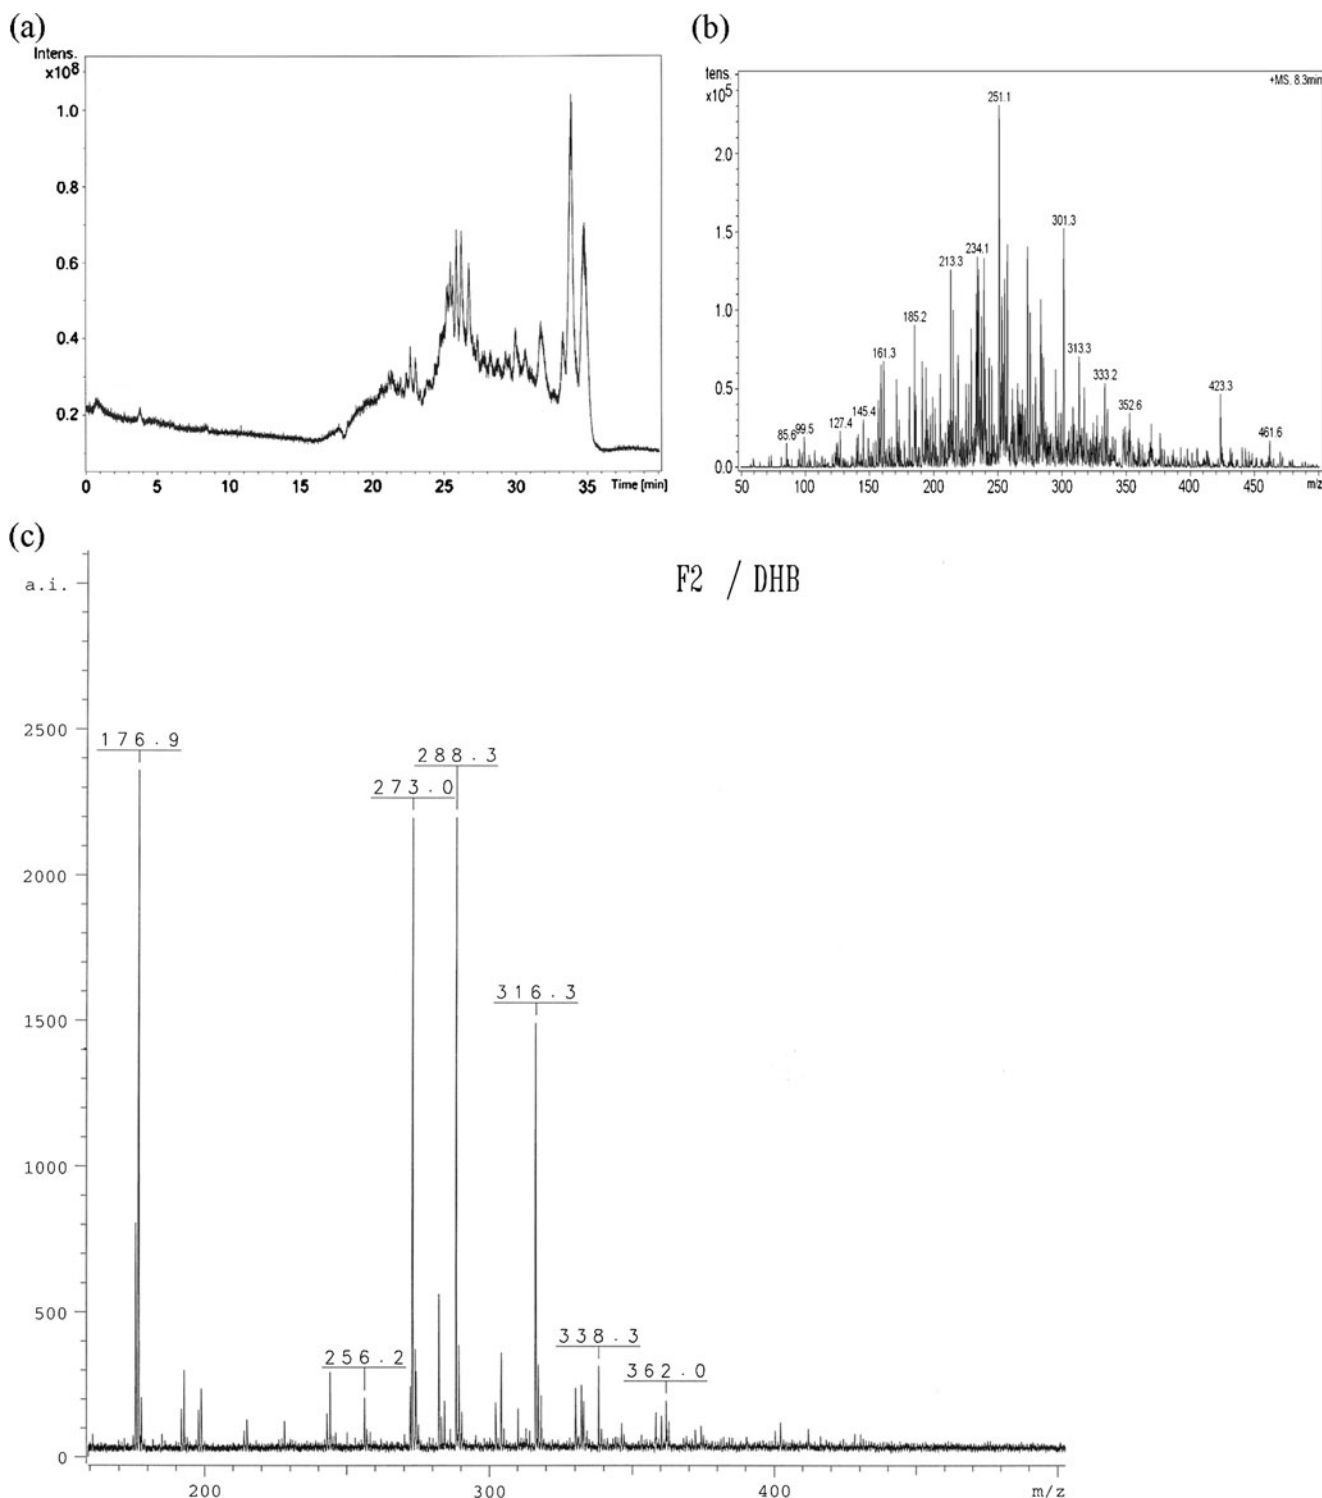 (a)
Intens.
x10⁸
1.0
0.8
0.6
0.4
0.2
0 5 10 15 20 25 30 35 Time [min]
(b)
tens.
x10⁵
2.0
1.5
1.0
0.5
0.0
+MS. 8.3min
251.1
301.3
234.1
213.3
185.2
161.3
313.3
333.2
423.3
352.6
145.4
127.4
99.5
85.6
461.6
50 100 150 200 250 300 350 400 450 m/z
(c)
F2 / DHB
a.i.
2500
2000
1500
1000
500
0
176.9
288.3
273.0
316.3
338.3
256.2
362.0
200 300 400 m/z